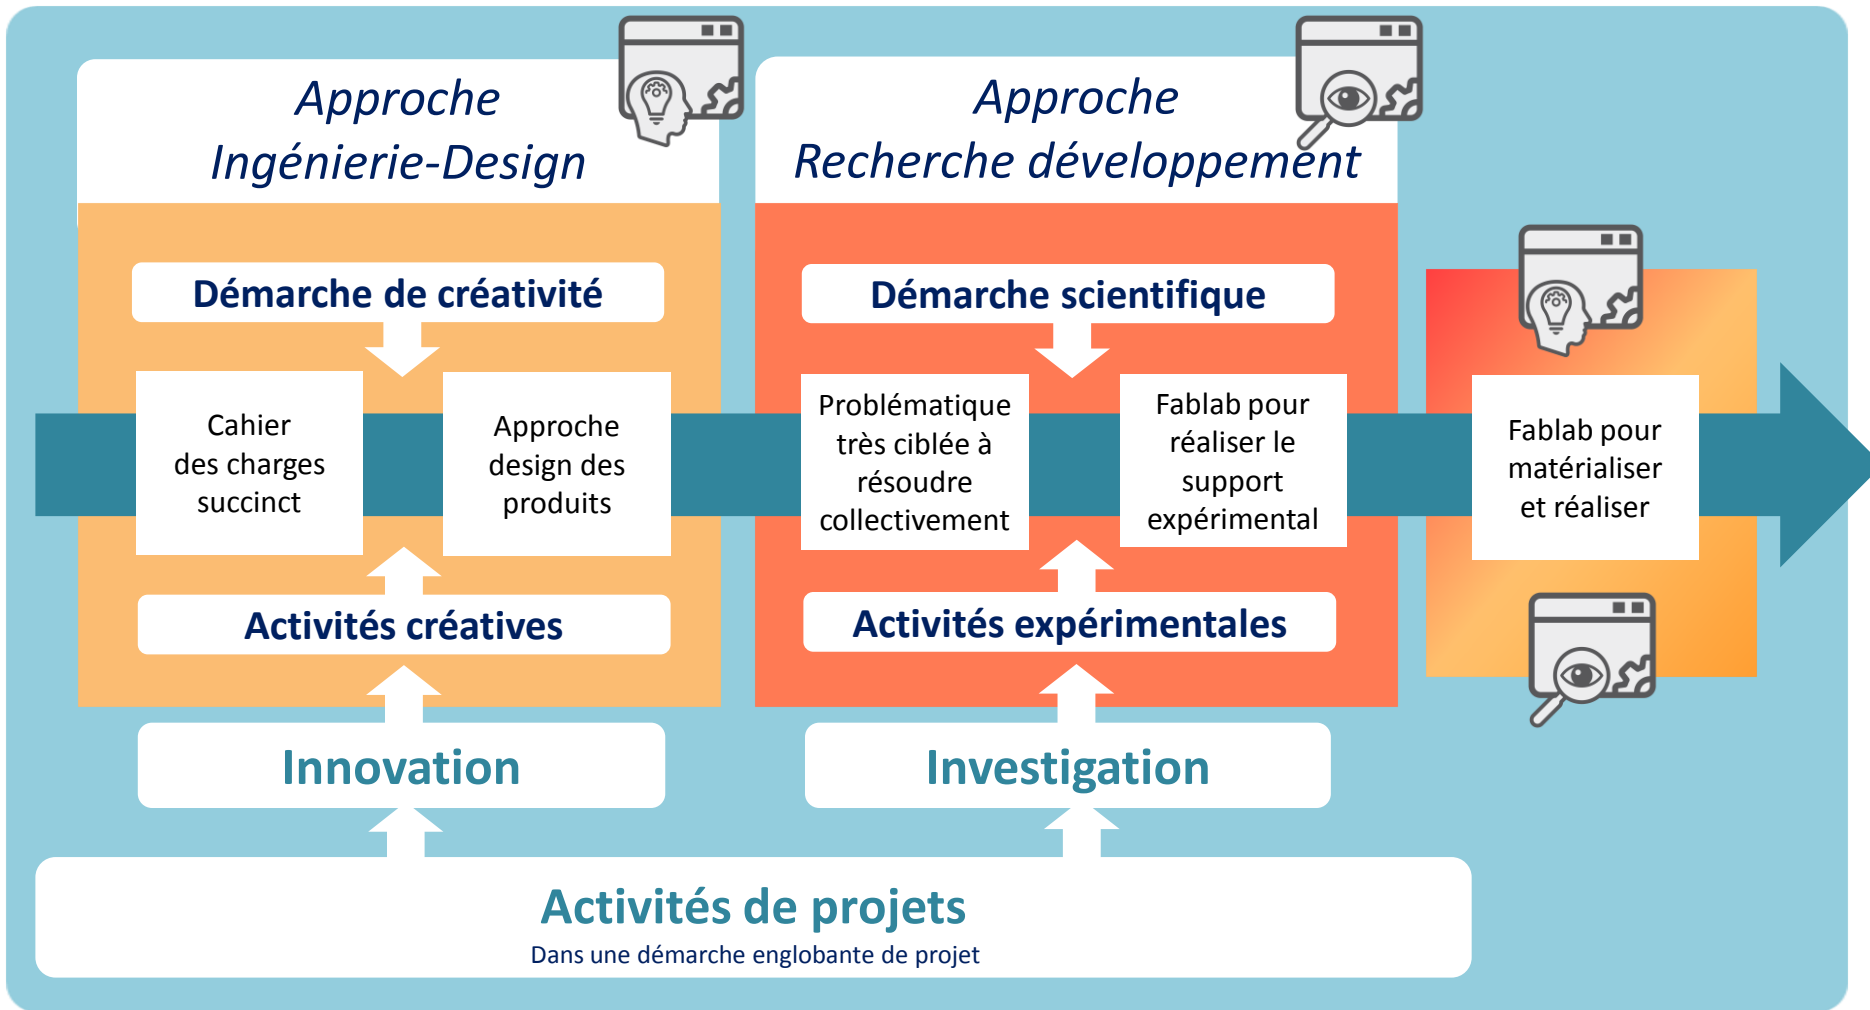 Approche
Ingénierie-Design
Approche
Recherche développement
Démarche de créativité
Démarche scientifique
Cahier
des charges
succinct
Approche
design des
produits
Problématique
très ciblée à
résoudre
collectivement
Fablab pour
réaliser le
support
expérimental
Fablab pour
matérialiser
et réaliser
Activités créatives
Activités expérimentales
Innovation
Investigation
Activités de projets
Dans une démarche englobante de projet